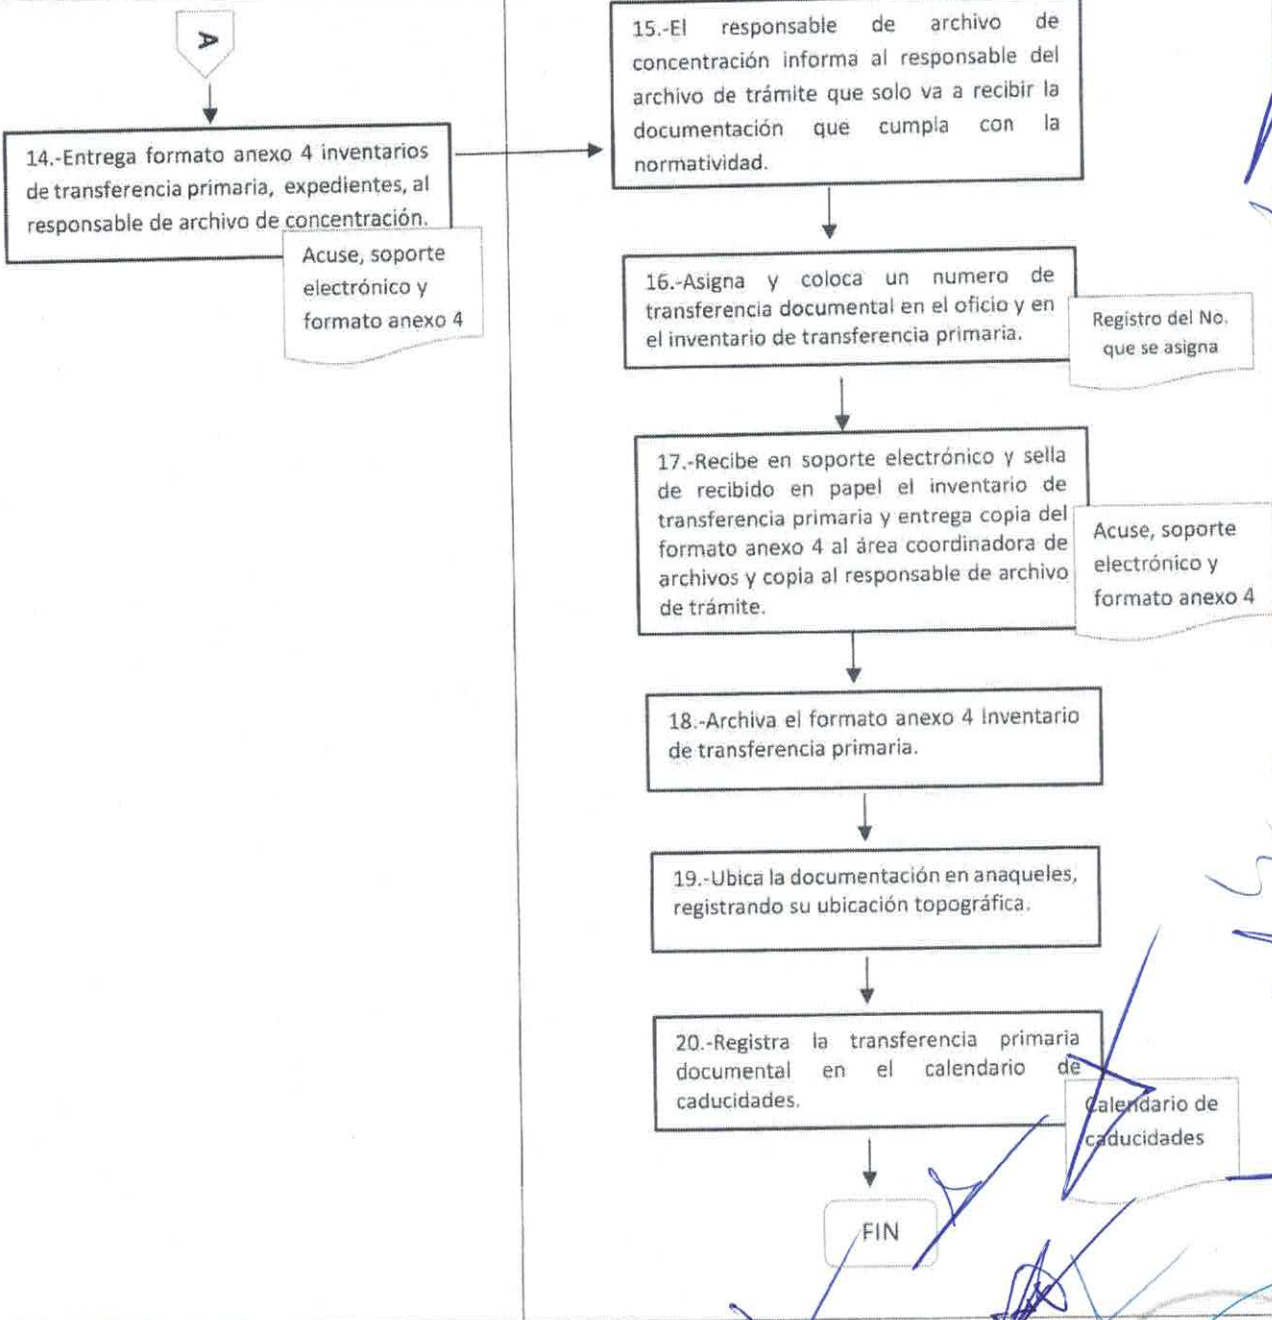 A
14.-Entrega formato anexo 4 inventarios
de transferencia primaria, expedientes, al
responsable de archivo de concentración.
Acuse, soporte
electrónico y
formato anexo 4
15.-El responsable de archivo de
concentración informa al responsable del
archivo de trámite que solo va a recibir la
documentación que cumpla con la
normatividad.
16.-Asigna y coloca un numero de
transferencia documental en el oficio y en
el inventario de transferencia primaria.
Registro del No.
que se asigna
17.-Recibe en soporte electrónico y sella
de recibido en papel el inventario de
transferencia primaria y entrega copia del
formato anexo 4 al área coordinadora de
archivos y copia al responsable de archivo
de trámite.
Acuse, soporte
electrónico y
formato anexo 4
18.-Archiva el formato anexo 4 Inventario
de transferencia primaria.
19.-Ubica la documentación en anaqueles,
registrando su ubicación topográfica.
20.-Registra la transferencia primaria
documental en el calendario de
caducidades.
Calendario de
caducidades
FIN